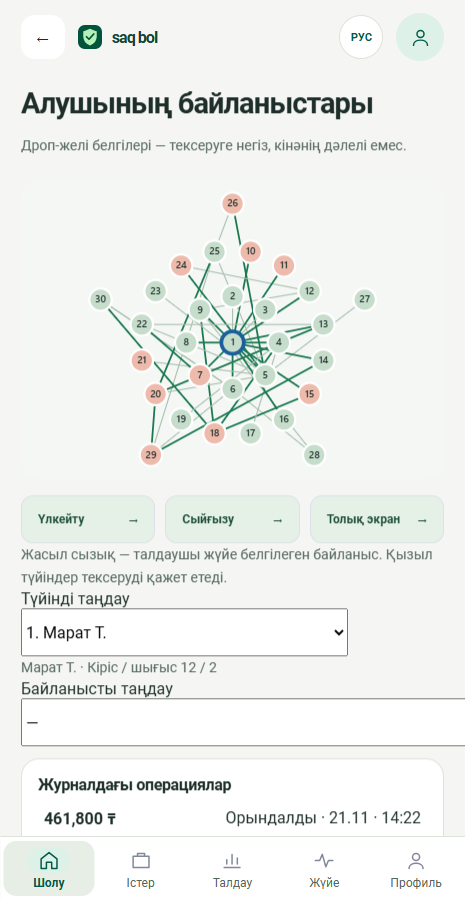 ←
saq bol
РУС
Алушының байланыстары
Дроп-желі белгілері — тексеруге негіз, кінәнің дәлелі емес.
26
25
10
24
11
23
2
12
30
27
9
3
22
13
8
1
4
21
14
7
5
20
6
15
19
16
18
17
29
28
Үлкейту →
Сыйғызу →
Толық экран →
Жасыл сызық — талдаушы жүйе белгілеген байланыс. Қызыл
түйіндер тексеруді қажет етеді.
Түйінді таңдау
1. Марат Т.
Марат Т. · Кіріс / шығыс 12 / 2
Байланысты таңдау
—
Журналдағы операциялар
461,800 ₸
Орындалды · 21.11 · 14:22
Шолу
Істер
Талдау
Жүйе
Профиль